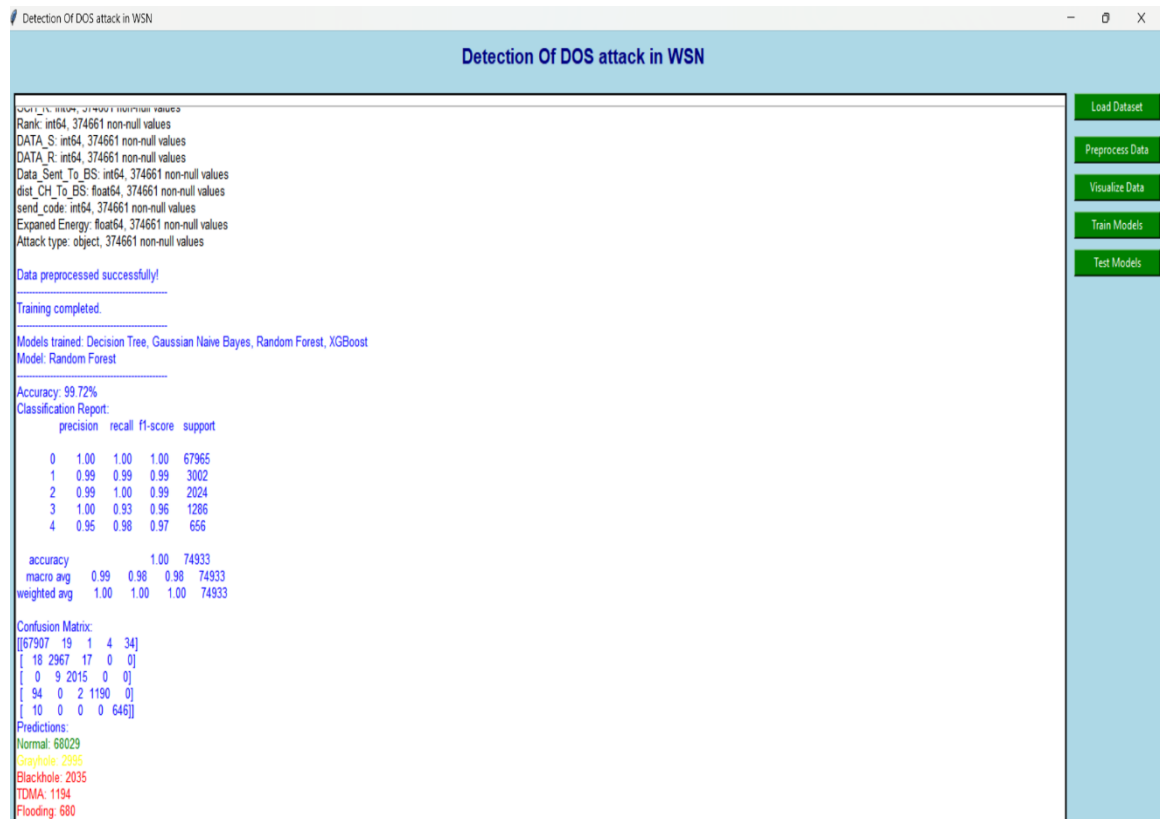 Detection Of DOS attack in WSN
Detection Of DOS attack in WSN
SCH_R: int64, 374661 non-null values
Rank: int64, 374661 non-null values
DATA_S: int64, 374661 non-null values
DATA_R: int64, 374661 non-null values
Data_Sent_To_BS: int64, 374661 non-null values
dist_CH_To_BS: float64, 374661 non-null values
send_code: int64, 374661 non-null values
Expaned Energy: float64, 374661 non-null values
Attack type: object, 374661 non-null values
Data preprocessed successfully!
--------------------------------------------------
Training completed.
--------------------------------------------------
Models trained: Decision Tree, Gaussian Naive Bayes, Random Forest, XGBoost
Model: Random Forest
--------------------------------------------------
Accuracy: 99.72%
Classification Report:
precision recall f1-score support
0 1.00 1.00 1.00 67965
1 0.99 0.99 0.99 3002
2 0.99 1.00 0.99 2024
3 1.00 0.93 0.96 1286
4 0.95 0.98 0.97 656
accuracy 1.00 74933
macro avg 0.99 0.98 0.98 74933
weighted avg 1.00 1.00 1.00 74933
Confusion Matrix:
[[67907 19 1 4 34]
[ 18 2967 17 0 0]
[ 0 9 2015 0 0]
[ 94 0 2 1190 0]
[ 10 0 0 0 646]]
Predictions:
Normal: 68029
Grayhole: 2995
Blackhole: 2035
TDMA: 1194
Flooding: 680
Load Dataset
Preprocess Data
Visualize Data
Train Models
Test Models